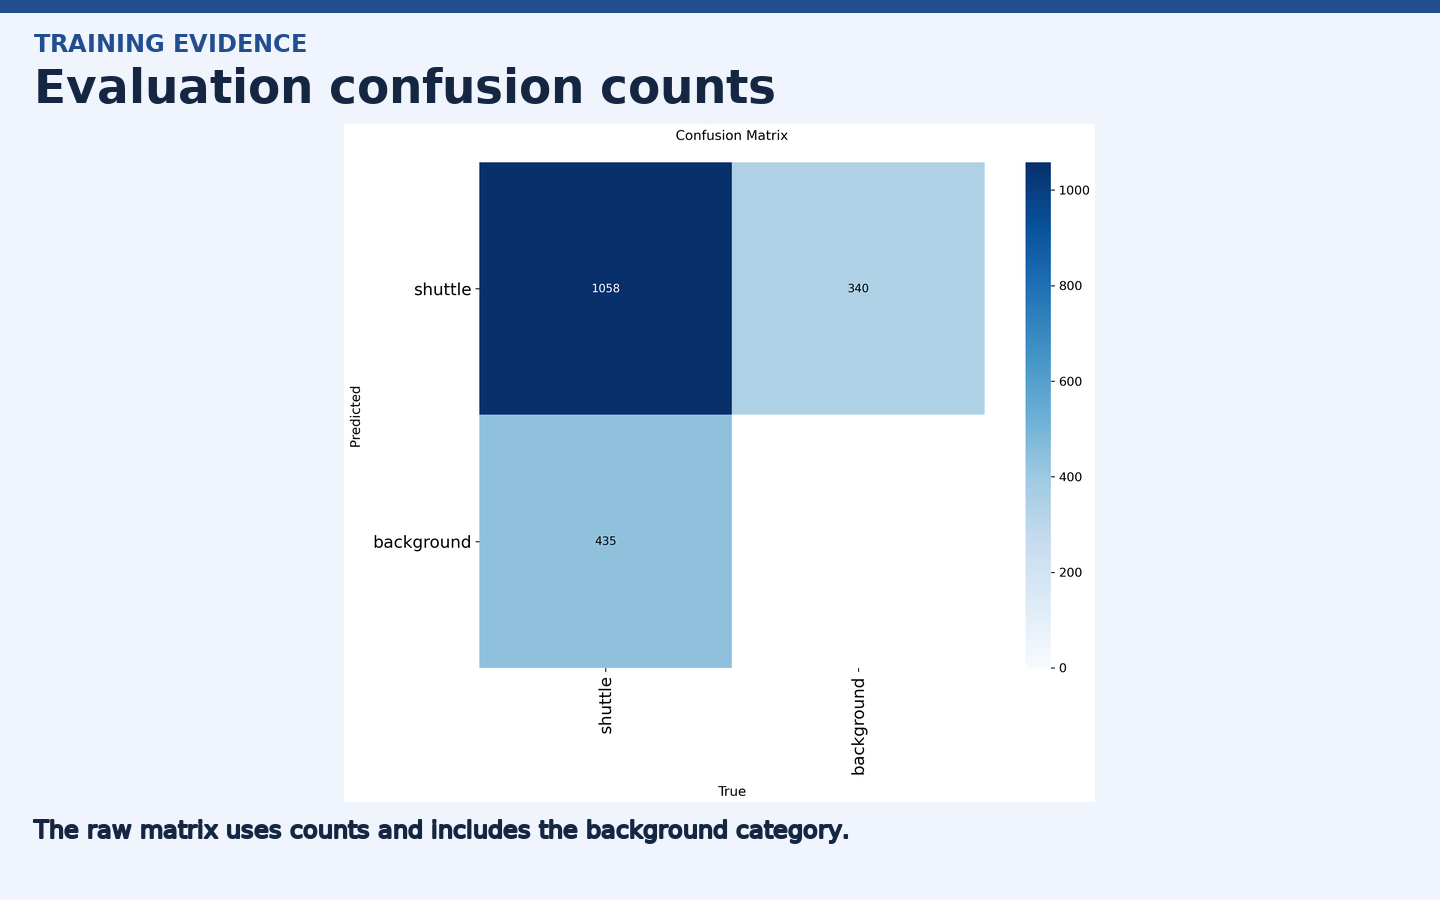 TRAINING EVIDENCE
Evaluation confusion counts
Confusion Matrix
1000
800
600
400
200
0
Predicted
shuttle
background
1058
340
435
shuttle
background
True
The raw matrix uses counts and includes the background category.